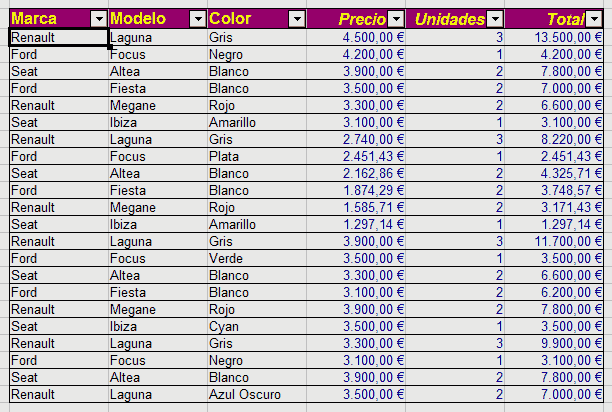 Marca Modelo Color Precio Unidades Total
Renault Laguna Gris 4.500,00 € 3 13.500,00 €
Ford Focus Negro 4.200,00 € 1 4.200,00 €
Seat Altea Blanco 3.900,00 € 2 7.800,00 €
Ford Fiesta Blanco 3.500,00 € 2 7.000,00 €
Renault Megane Rojo 3.300,00 € 2 6.600,00 €
Seat Ibiza Amarillo 3.100,00 € 1 3.100,00 €
Renault Laguna Gris 2.740,00 € 3 8.220,00 €
Ford Focus Plata 2.451,43 € 1 2.451,43 €
Seat Altea Blanco 2.162,86 € 2 4.325,71 €
Ford Fiesta Blanco 1.874,29 € 2 3.748,57 €
Renault Megane Rojo 1.585,71 € 2 3.171,43 €
Seat Ibiza Amarillo 1.297,14 € 1 1.297,14 €
Renault Laguna Gris 3.900,00 € 3 11.700,00 €
Ford Focus Verde 3.500,00 € 1 3.500,00 €
Seat Altea Blanco 3.300,00 € 2 6.600,00 €
Ford Fiesta Blanco 3.100,00 € 2 6.200,00 €
Renault Megane Rojo 3.900,00 € 2 7.800,00 €
Seat Ibiza Cyan 3.500,00 € 1 3.500,00 €
Renault Laguna Gris 3.300,00 € 3 9.900,00 €
Ford Focus Negro 3.100,00 € 1 3.100,00 €
Seat Altea Blanco 3.900,00 € 2 7.800,00 €
Renault Laguna Azul Oscuro 3.500,00 € 2 7.000,00 €